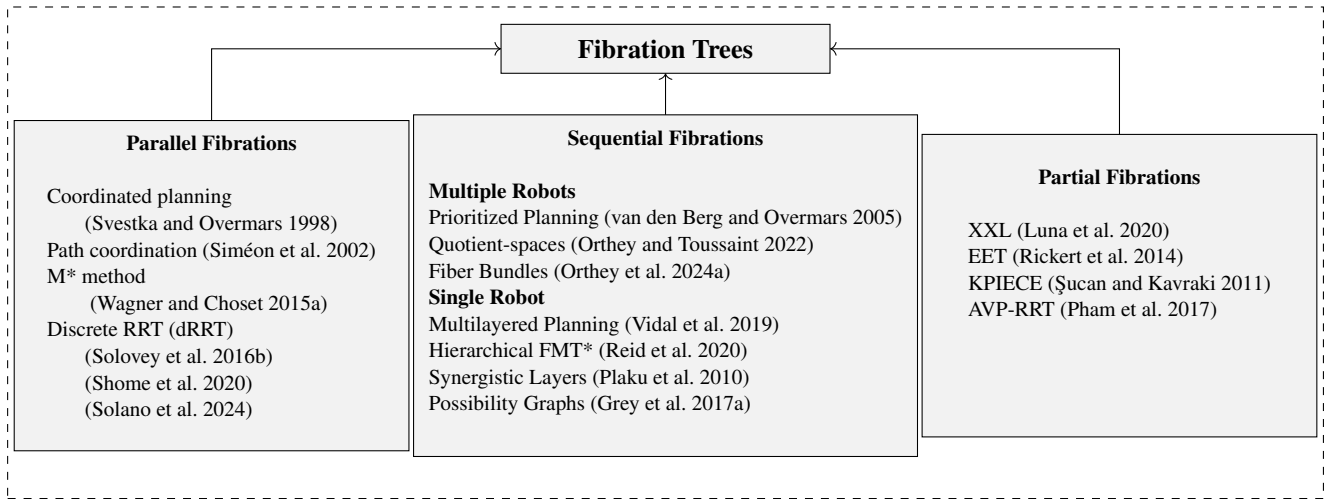 Fibration Trees
Parallel Fibrations
Coordinated planning
(Svestka and Overmars 1998)
Path coordination (Siméon et al. 2002)
M* method
(Wagner and Choset 2015a)
Discrete RRT (dRRT)
(Solovey et al. 2016b)
(Shome et al. 2020)
(Solano et al. 2024)
Sequential Fibrations
Multiple Robots
Prioritized Planning (van den Berg and Overmars 2005)
Quotient-spaces (Orthey and Toussaint 2022)
Fiber Bundles (Orthey et al. 2024a)
Single Robot
Multilayered Planning (Vidal et al. 2019)
Hierarchical FMT* (Reid et al. 2020)
Synergistic Layers (Plaku et al. 2010)
Possibility Graphs (Grey et al. 2017a)
Partial Fibrations
XXL (Luna et al. 2020)
EET (Rickert et al. 2014)
KPIECE (Şucan and Kavraki 2011)
AVP-RRT (Pham et al. 2017)